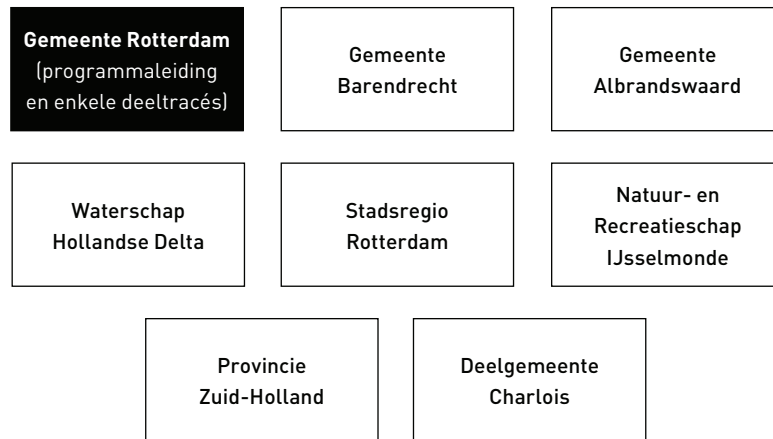 Gemeente Rotterdam
(programmaleiding
en enkele deeltracés)
Gemeente
Barendrecht
Gemeente
Albrandswaard
Waterschap
Hollandse Delta
Stadsregio
Rotterdam
Natuur- en
Recreatieschap
IJsselmonde
Provincie
Zuid-Holland
Deelgemeente
Charlois